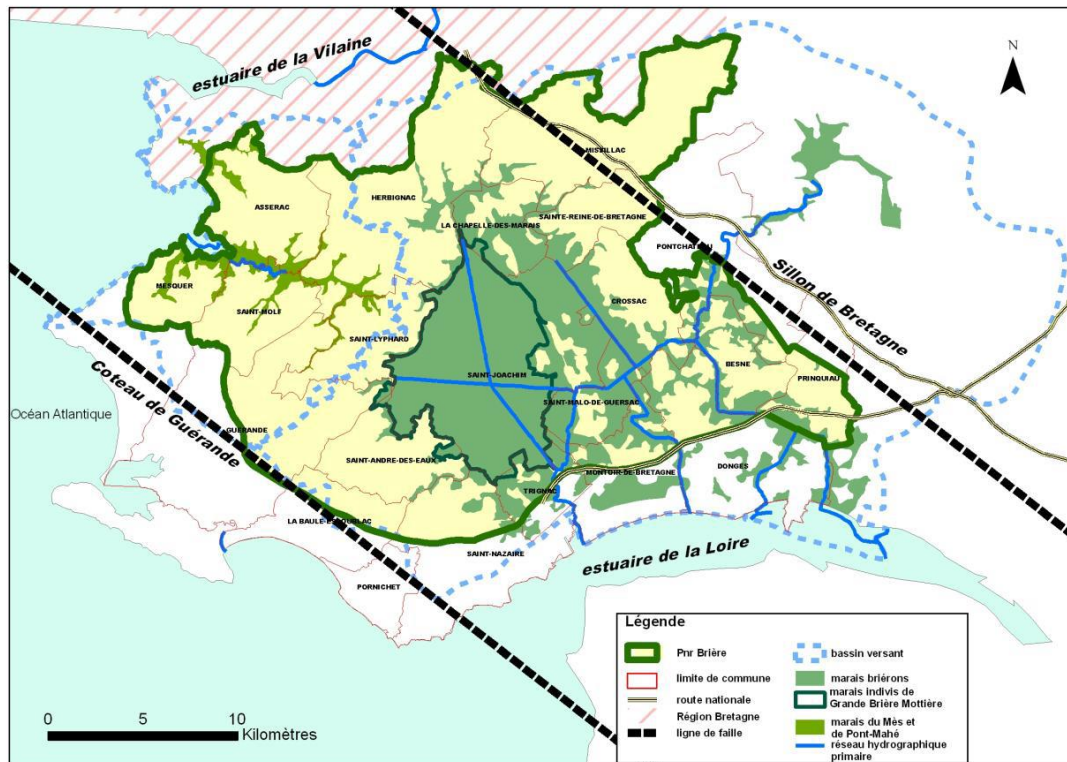 estuaire de la Vilaine
N
MISSILLAC
ASSERAC
HERBIGNAC
LA CHAPELLE-DES-MARAIS
SAINTE-REINE-DE-BRETAGNE
PONTCHATEAU
Sillon de Bretagne
MESQUER
SAINT-MOLF
CROSSAC
SAINT-LYPHARD
BESNE
SAINT-JOACHIM
PRINQUIAU
Coteau de Guérande
SAINT-MALO-DE-GUERSAC
Océan Atlantique
GUERANDE
SAINT-ANDRE-DES-EAUX
DONGES
MONTOIR-DE-BRETAGNE
TRIGNAC
LA BAULE-ESCOUBLAC
SAINT-NAZAIRE
estuaire de la Loire
PORNICHET
Légende
Pnr Brière
limite de commune
route nationale
Région Bretagne
ligne de faille
bassin versant
marais briérons
marais indivis de
Grande Brière Mottière
marais du Mès et
de Pont-Mahé
réseau hydrographique
primaire
0 5 10
Kilomètres